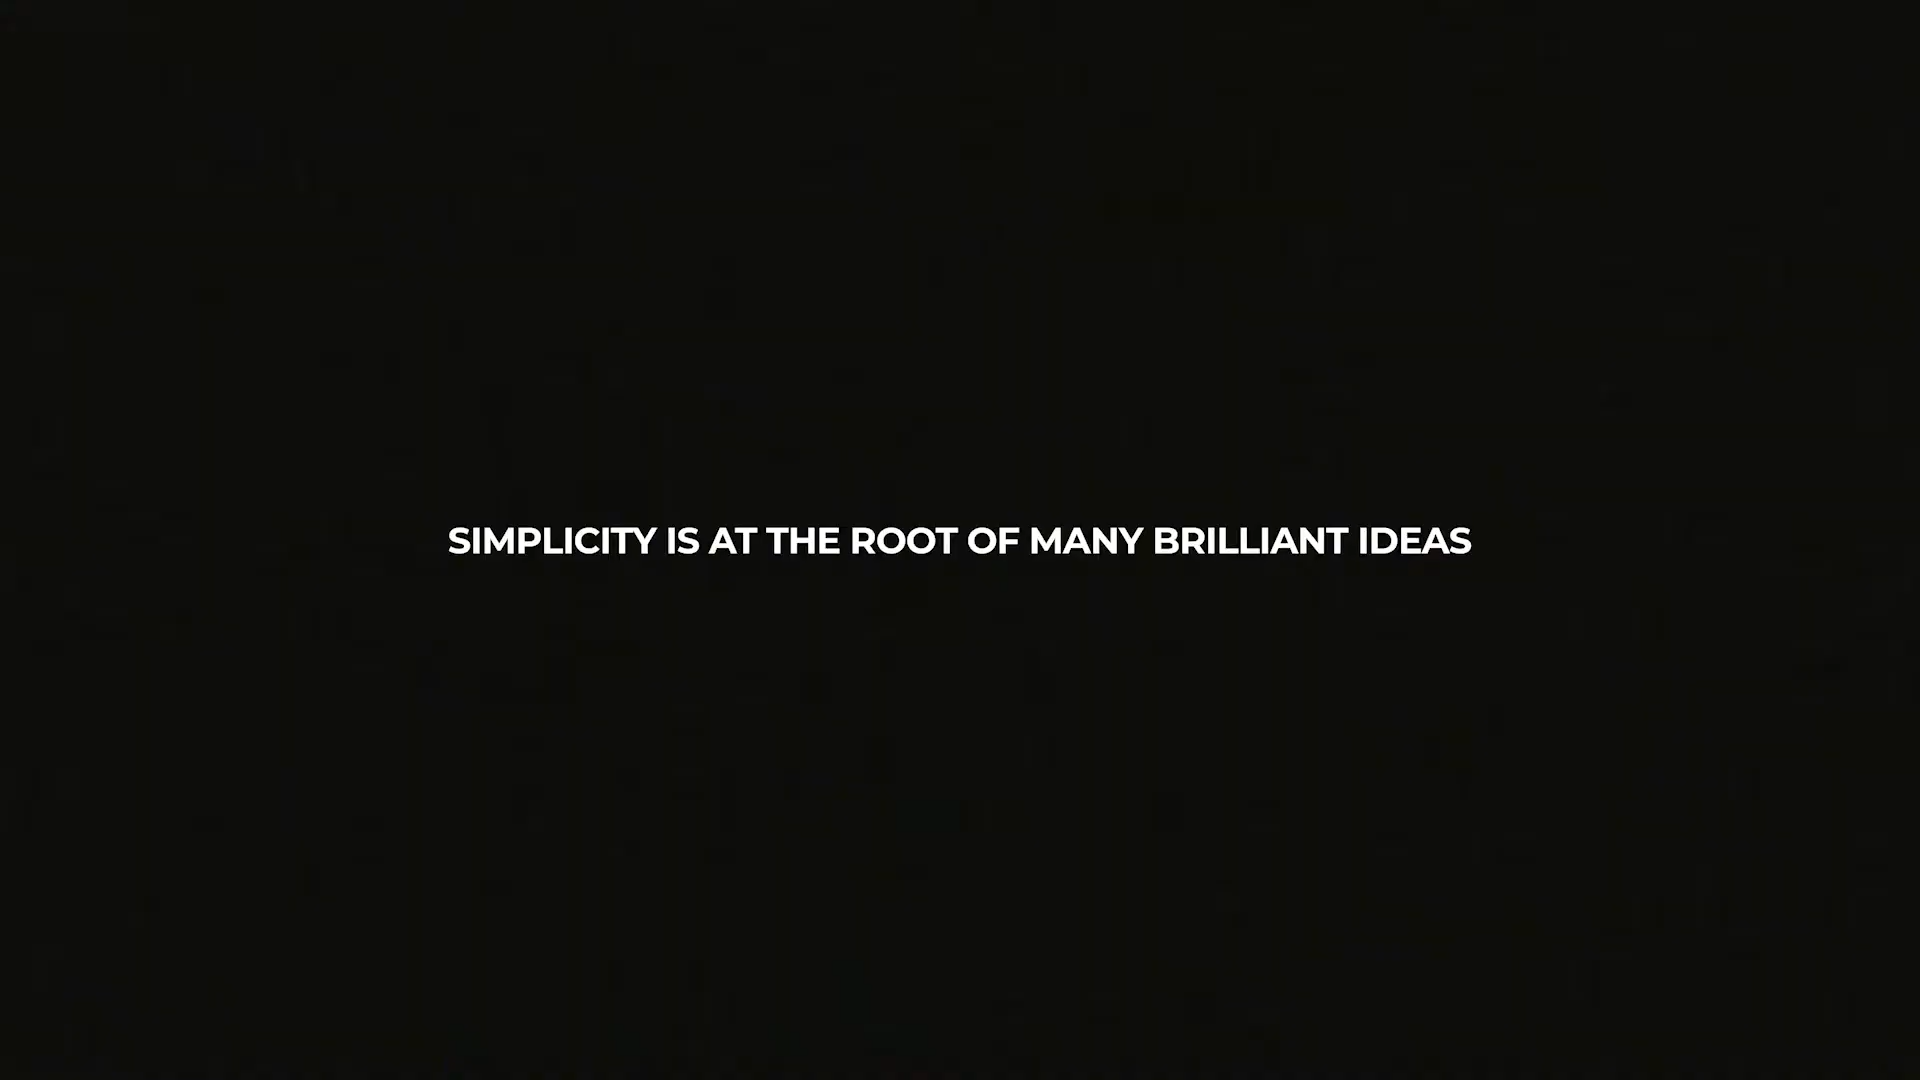 SIMPLICITY IS AT THE ROOT OF MANY BRILLIANT IDEAS